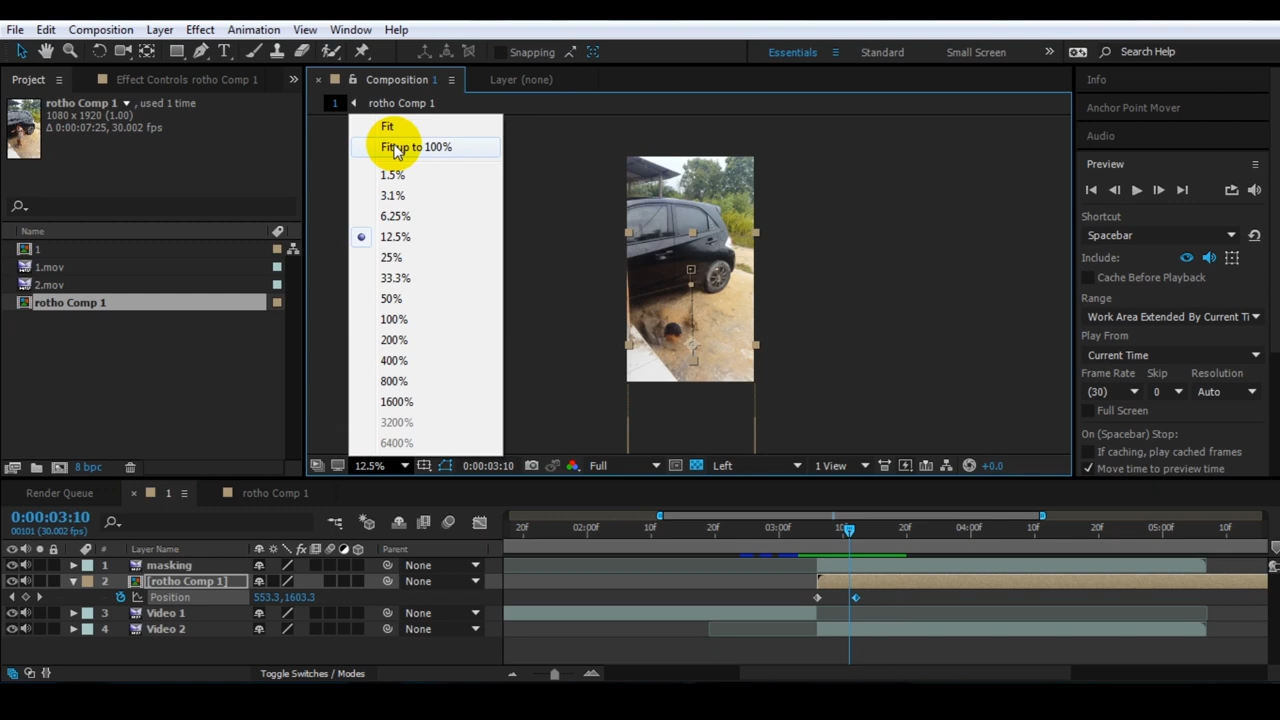 File Edit Composition Layer Effect Animation View Window Help
Snapping Essentials Standard Small Screen Search Help
Project Effect Controls rotho Comp 1
rotho Comp 1, used 1 time
1080 x 1920 (1.00)
Δ 0:00:07:25, 30.002 fps
Name
1
1.mov
2.mov
rotho Comp 1
8 bpc
Composition 1 Layer (none)
1 rotho Comp 1
Fit
Fit up to 100%
1.5%
3.1%
6.25%
12.5%
25%
33.3%
50%
100%
200%
400%
800%
1600%
3200%
6400%
12.5% 0:00:03:10 Full Left 1 View +0.0
Info
Anchor Point Mover
Audio
Preview
Shortcut
Spacebar
Include:
Cache Before Playback
Range
Work Area Extended By Current Ti
Play From
Current Time
Frame Rate Skip Resolution
(30) 0 Auto
Full Screen
On (Spacebar) Stop:
If caching, play cached frames
Move time to preview time
Render Queue 1 rotho Comp 1
0:00:03:10
00101 (30.002 fps)
20f 02:00f 10f 20f 03:00f 10f 20f 04:00f 10f 20f 05:00f 10f
# Layer Name Parent
1 masking None
2 [rotho Comp 1] None
Position 553.3,1603.3
3 Video 1 None
4 Video 2 None
Toggle Switches / Modes